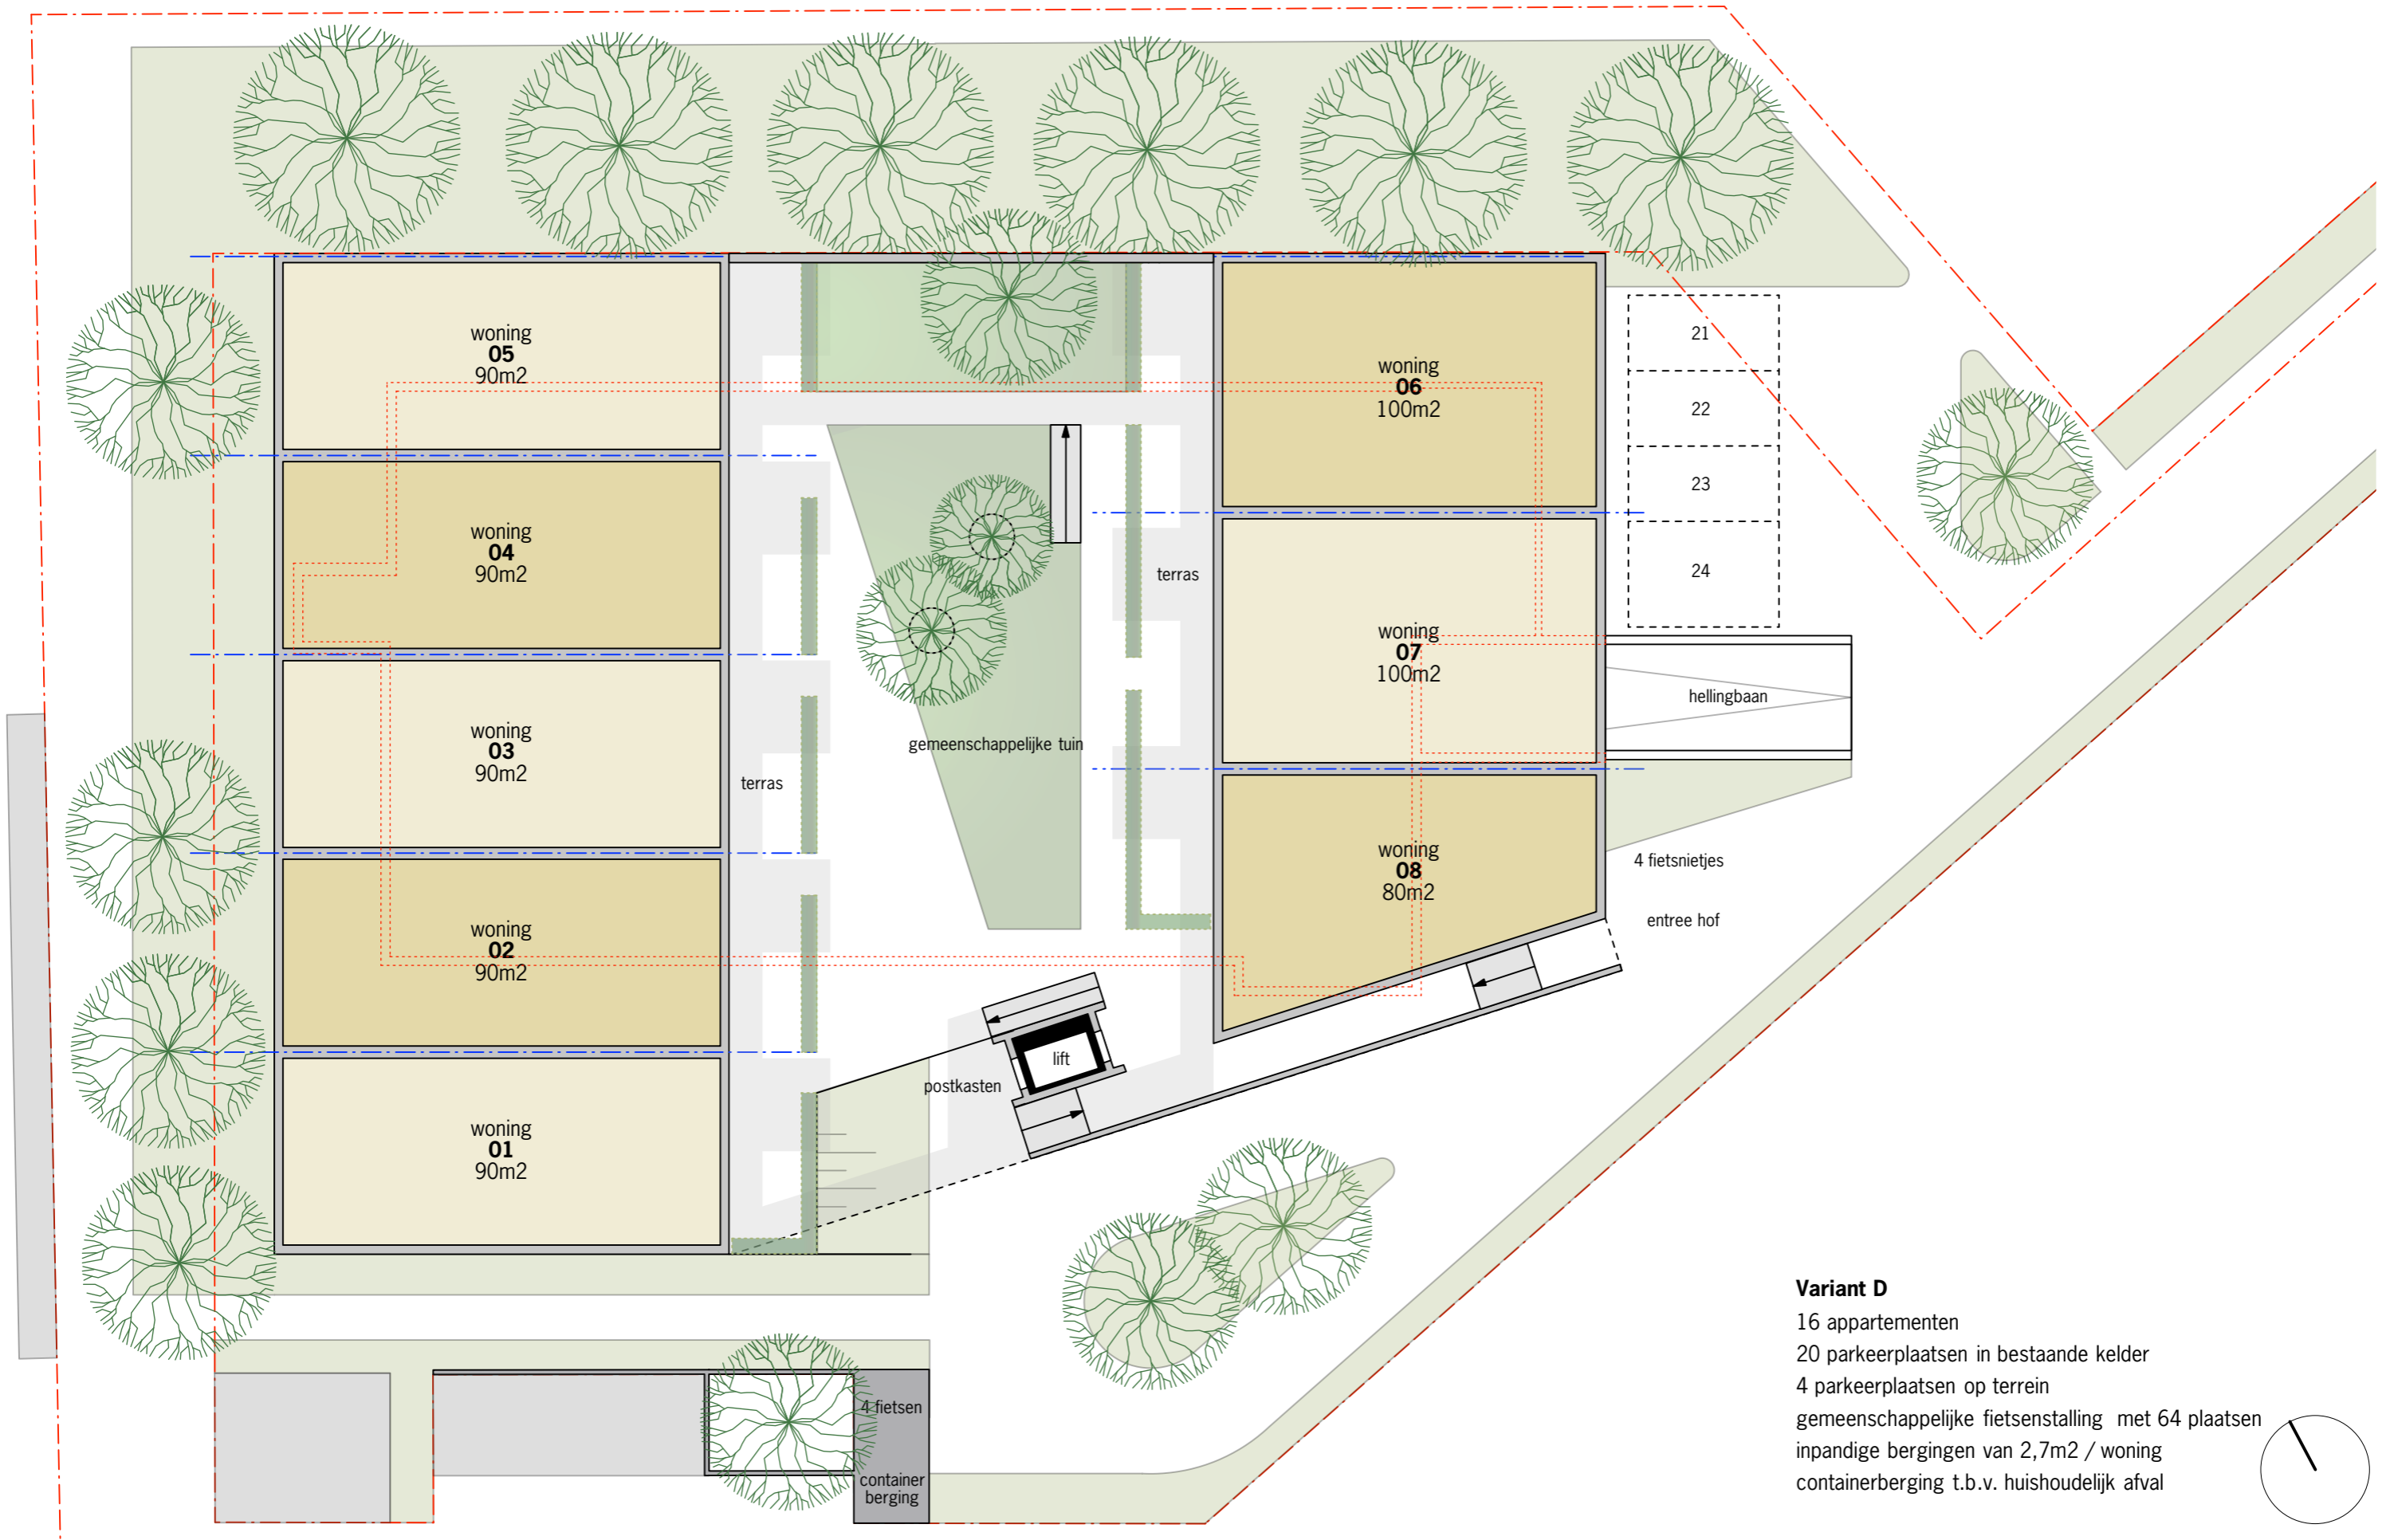 woning
05
90m2
woning
04
90m2
woning
03
90m2
woning
02
90m2
woning
01
90m2
terras
gemeenschappelijke tuin
terras
woning
06
100m2
woning
07
100m2
woning
08
80m2
21
22
23
24
hellingbaan
4 fietsnietjes
entree hof
lift
postkasten
4 fietsen
container
berging
Variant D
16 appartementen
20 parkeerplaatsen in bestaande kelder
4 parkeerplaatsen op terrein
gemeenschappelijke fietsenstalling met 64 plaatsen
inpandige bergingen van 2,7m2 / woning
containerberging t.b.v. huishoudelijk afval